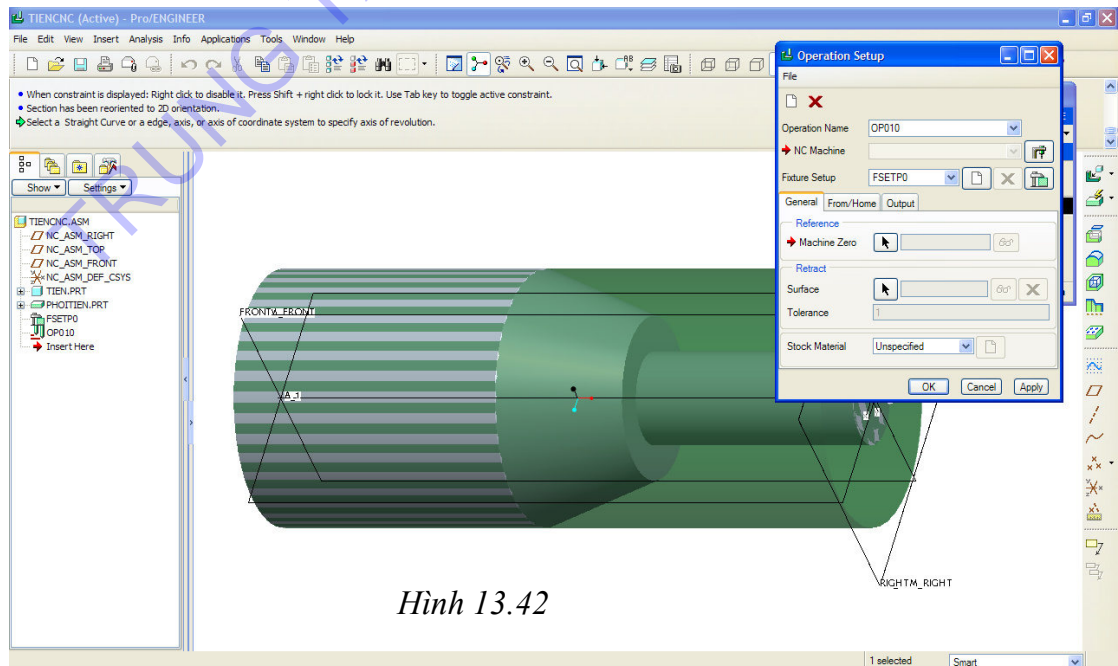 TIENCNC (Active) - Pro/ENGINEER
File Edit View Insert Analysis Info Applications Tools Window Help
• When constraint is displayed: Right click to disable it. Press Shift + right click to lock it. Use Tab key to toggle active constraint.
• Section has been reoriented to 2D orientation.
Select a Straight Curve or a edge, axis, or axis of coordinate system to specify axis of revolution.
Show Settings
TIENCNC.ASM
NC_ASM_RIGHT
NC_ASM_TOP
NC_ASM_FRONT
NC_ASM_DEF_CSYS
TIEN.PRT
PHOITIEN.PRT
FSETP0
OP010
Insert Here
Operation Setup
File
Operation Name OP010
NC Machine
Fixture Setup FSETP0
General From/Home Output
Reference
Machine Zero
Retract
Surface
Tolerance 1
Stock Material Unspecified
OK Cancel Apply
A_1
RIGHTM_RIGHT
Hình 13.42
1 selected Smart
TRUNG